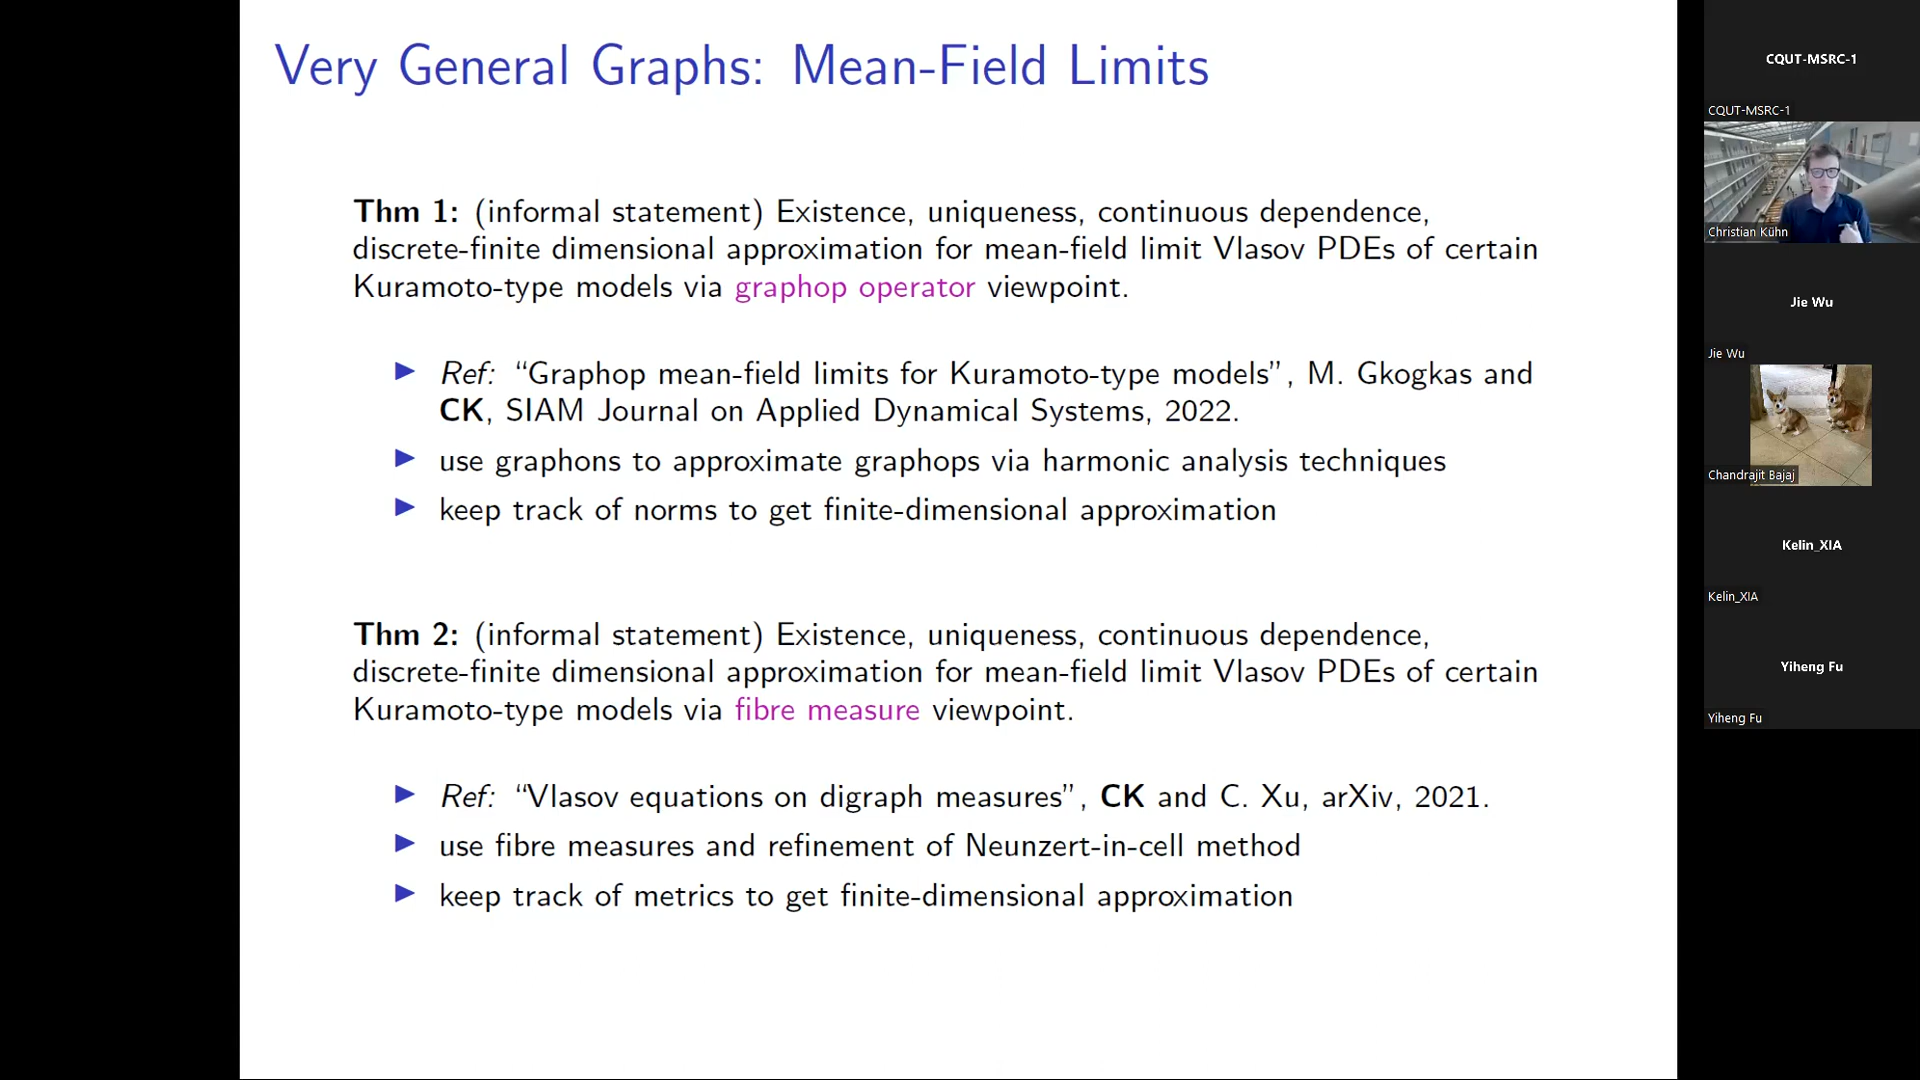 Very General Graphs: Mean-Field Limits
Thm 1: (informal statement) Existence, uniqueness, continuous dependence,
discrete-finite dimensional approximation for mean-field limit Vlasov PDEs of certain
Kuramoto-type models via graphop operator viewpoint.
Ref: “Graphop mean-field limits for Kuramoto-type models”, M. Gkogkas and
CK, SIAM Journal on Applied Dynamical Systems, 2022.
use graphons to approximate graphops via harmonic analysis techniques
keep track of norms to get finite-dimensional approximation
Thm 2: (informal statement) Existence, uniqueness, continuous dependence,
discrete-finite dimensional approximation for mean-field limit Vlasov PDEs of certain
Kuramoto-type models via fibre measure viewpoint.
Ref: “Vlasov equations on digraph measures”, CK and C. Xu, arXiv, 2021.
use fibre measures and refinement of Neunzert-in-cell method
keep track of metrics to get finite-dimensional approximation
CQUT-MSRC-1
CQUT-MSRC-1
Christian Kühn
Jie Wu
Jie Wu
Chandrajit Bajaj
Kelin_XIA
Kelin_XIA
Yiheng Fu
Yiheng Fu